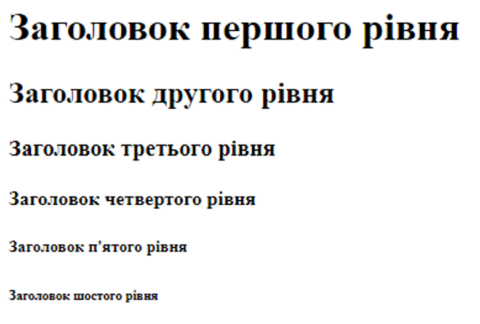 Заголовок першого рівня
Заголовок другого рівня
Заголовок третього рівня
Заголовок четвертого рівня
Заголовок п'ятого рівня
Заголовок шостого рівня